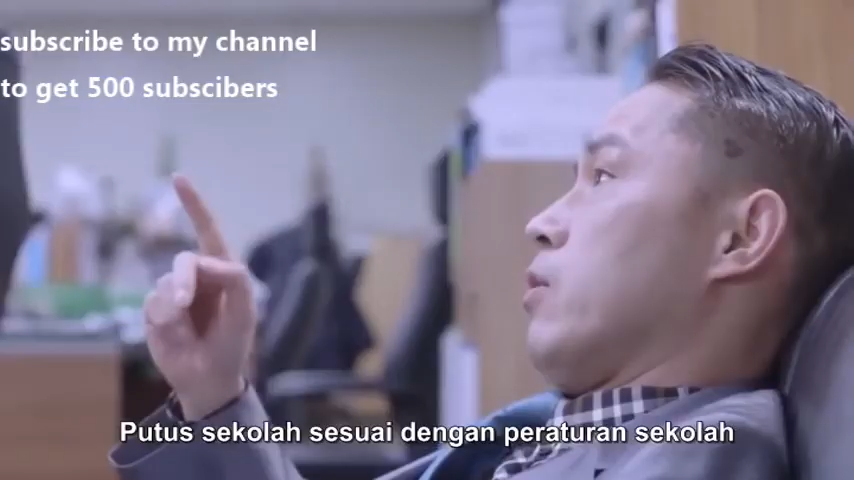 subscribe to my channel
to get 500 subscibers
Putus sekolah sesuai dengan peraturan sekolah